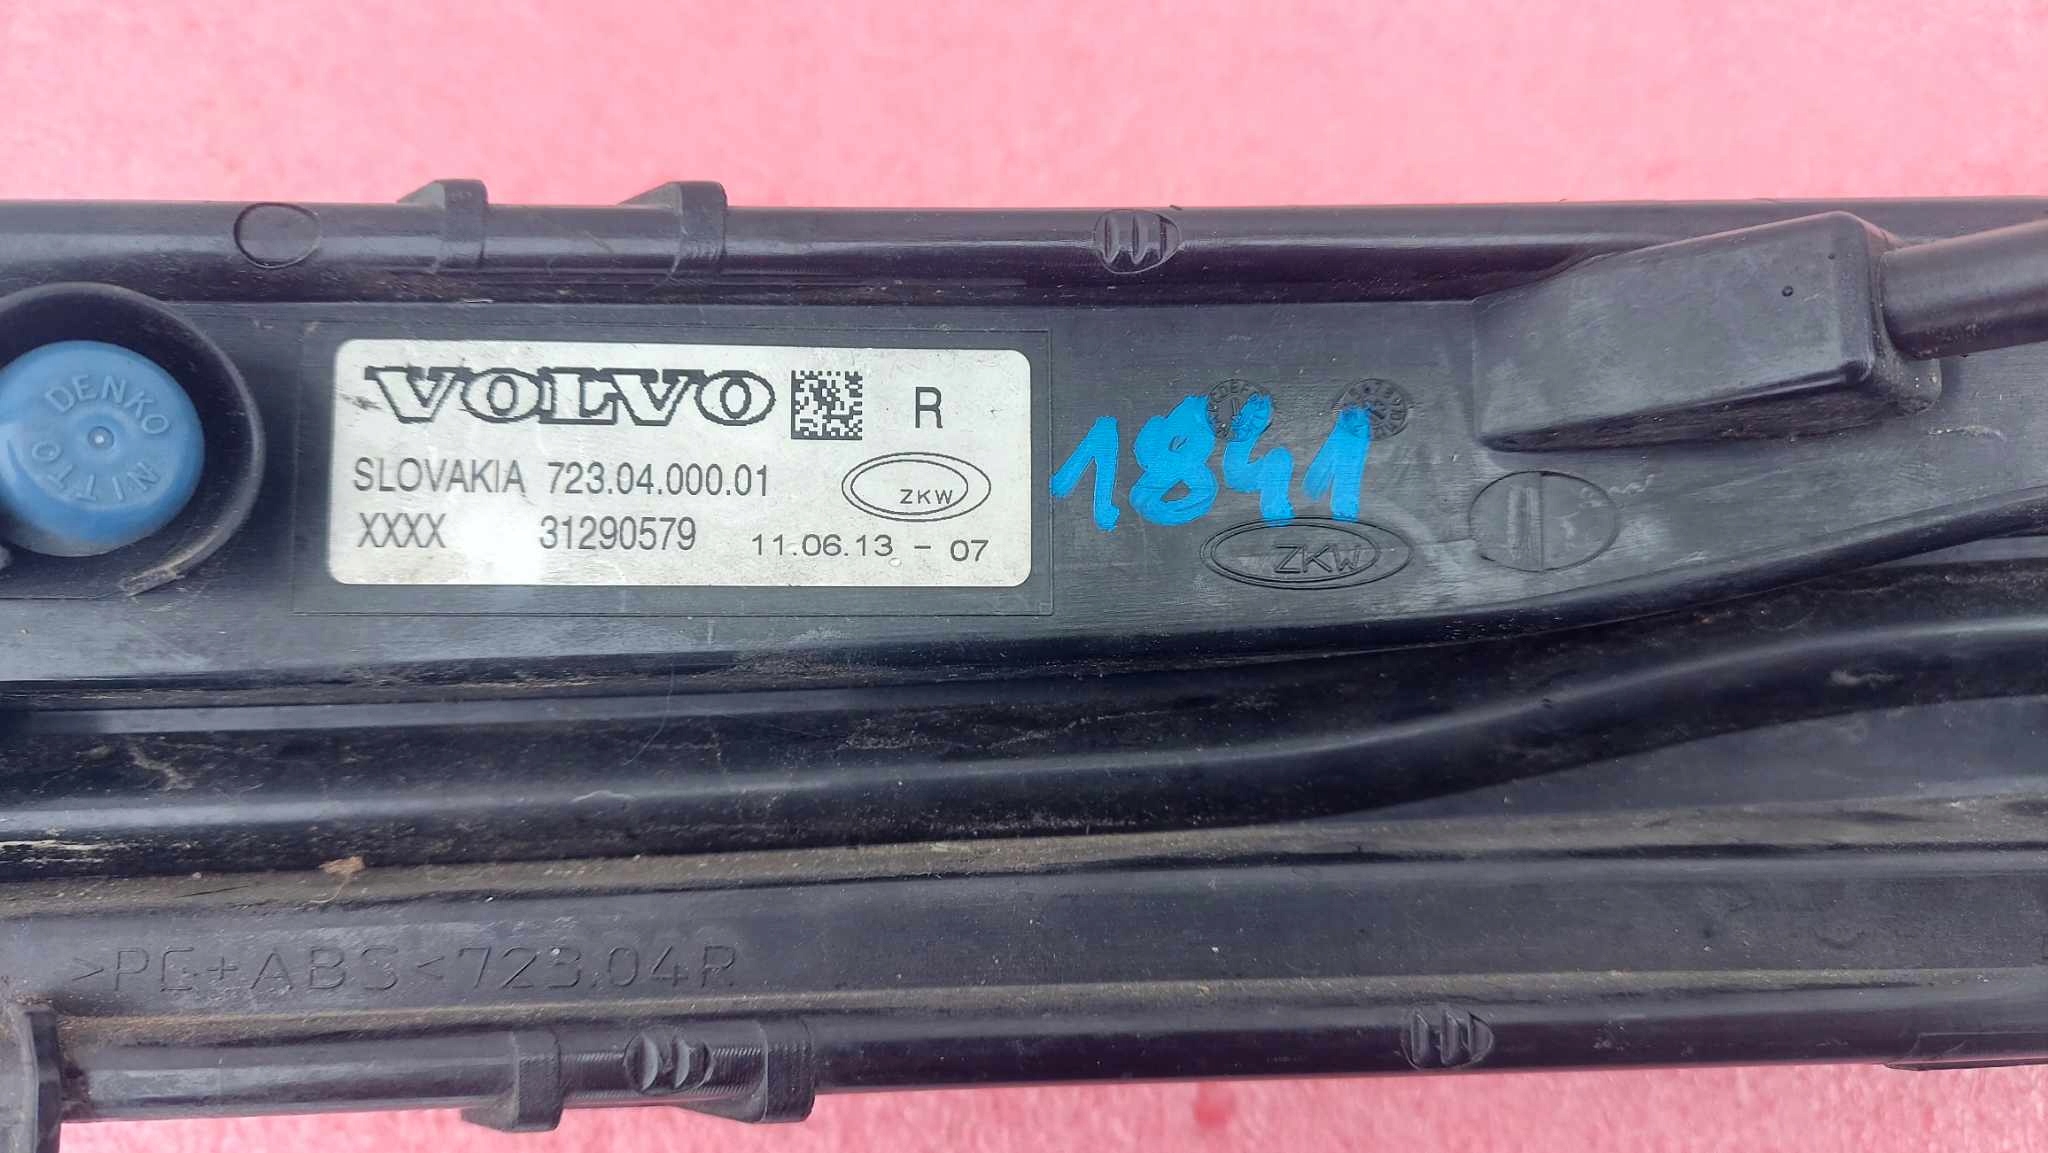 VOLVO R
SLOVAKIA 723.04.000.01 ZKW
XXXX 31290579 11.06.13 - 07
1841
ZKW
NITTO DENKO
>PC+ABS<723.04R